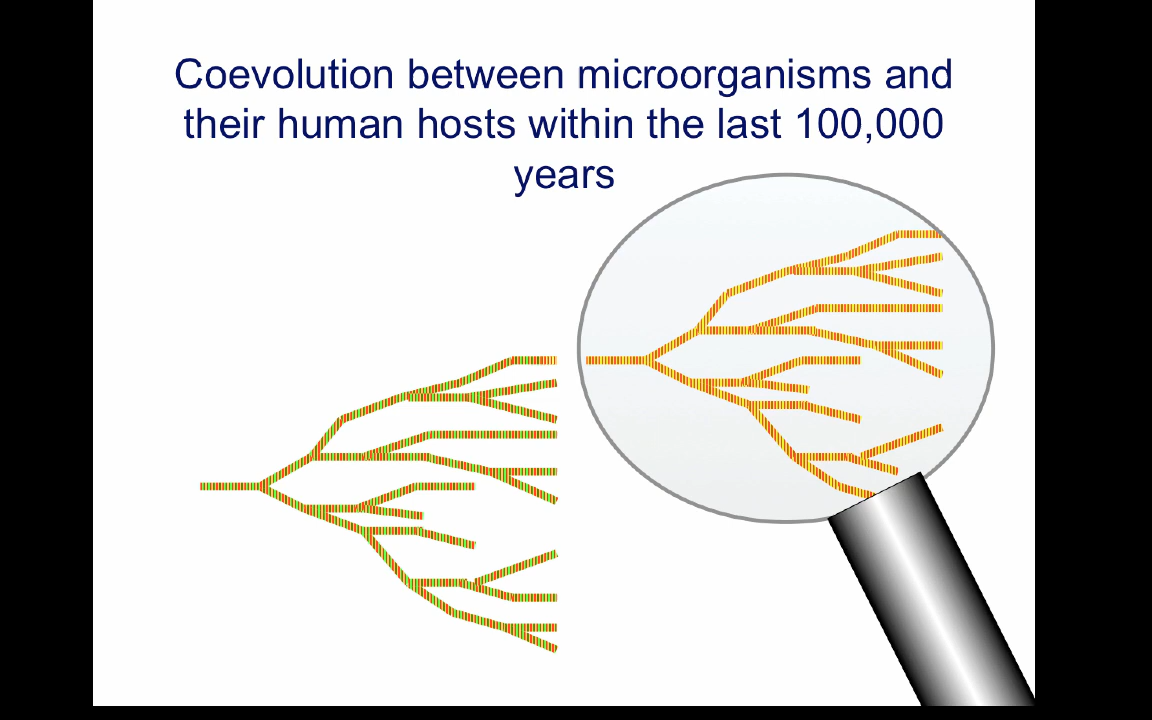 Coevolution between microorganisms and
their human hosts within the last 100,000
years